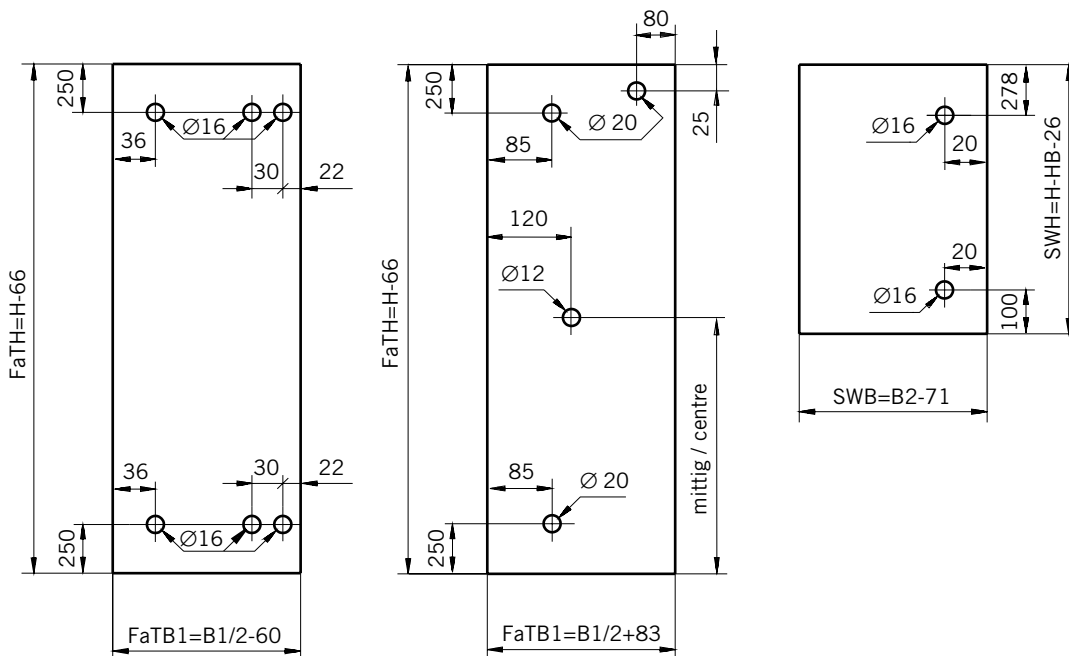 250
Ø16
36
30
22
FaTH=H-66
36
30
22
Ø16
250
FaTB1=B1/2-60
80
250
Ø 20
25
85
120
Ø12
FaTH=H-66
mittig / centre
85
Ø 20
250
FaTB1=B1/2+83
278
Ø16
20
SWH=H-HB-26
20
Ø16
100
SWB=B2-71